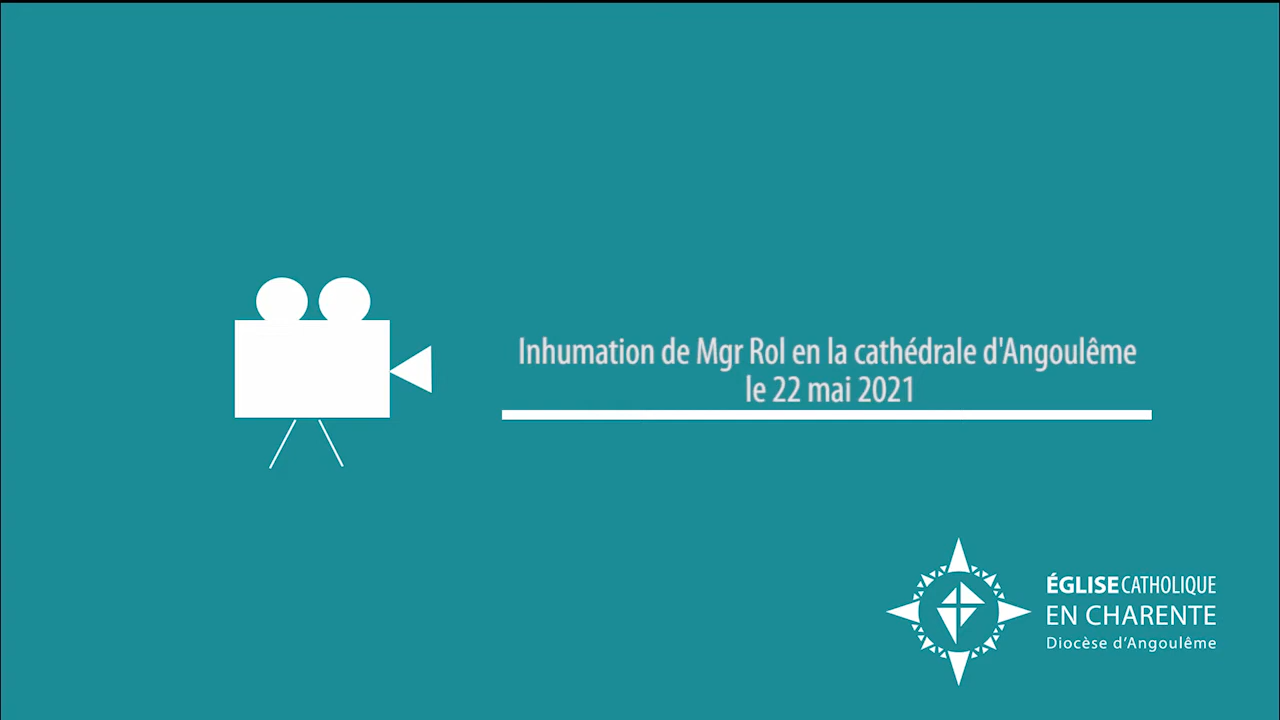 Inhumation de Mgr Rol en la cathédrale d'Angoulême
le 22 mai 2021
ÉGLISE CATHOLIQUE
EN CHARENTE
Diocèse d'Angoulême